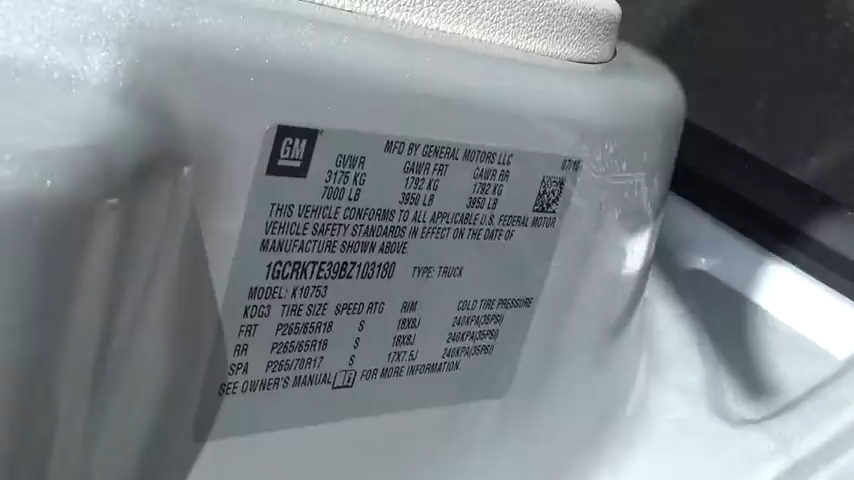 GM
MFD BY GENERAL MOTORS LLC 07/10
GVWR GAWR FRT GAWR RR
3175 KG 1792 KG 1792 KG
7000 LB 3950 LB 3950 LB
THIS VEHICLE CONFORMS TO ALL APPLICABLE U.S. FEDERAL MOTOR
VEHICLE SAFETY STANDARDS IN EFFECT ON THE DATE OF
MANUFACTURE SHOWN ABOVE.
1GCRKTE39BZ103180 TYPE: TRUCK
MODEL: K10753
KDG3 TIRE SIZE SPEED RTG RIM COLD TIRE PRESSURE
FRT P265/65R18 S 18X8J 240KPA(35PSI)
RR P265/65R18 S 18X8J 240KPA(35PSI)
SPA P265/70R17 S 17X7.5J 240KPA(35PSI)
SEE OWNER'S MANUAL FOR MORE INFORMATION.